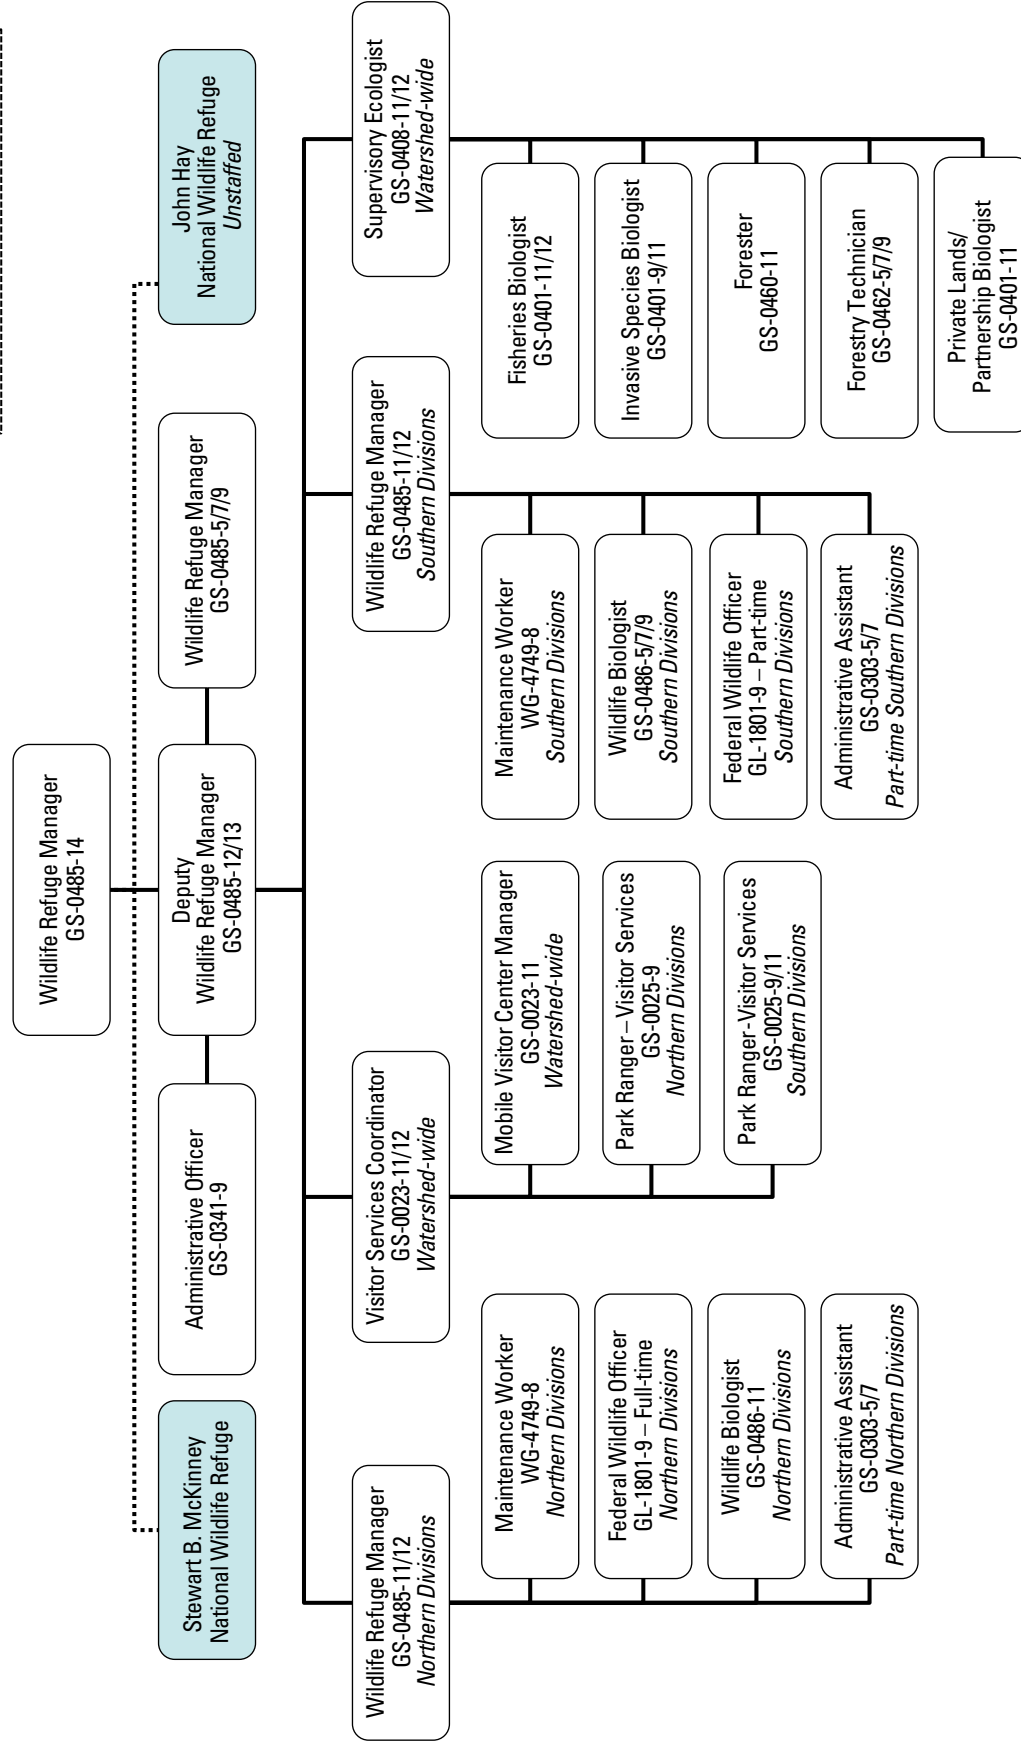 Wildlife Refuge Manager
GS-0485-14
Stewart B. McKinney
National Wildlife Refuge
Administrative Officer
GS-0341-9
Deputy
Wildlife Refuge Manager
GS-0485-12/13
Wildlife Refuge Manager
GS-0485-5/7/9
John Hay
National Wildlife Refuge
Unstaffed
Wildlife Refuge Manager
GS-0485-11/12
Northern Divisions
Maintenance Worker
WG-4749-8
Northern Divisions
Federal Wildlife Officer
GL-1801-9 – Full-time
Northern Divisions
Wildlife Biologist
GS-0486-11
Northern Divisions
Administrative Assistant
GS-0303-5/7
Part-time Northern Divisions
Visitor Services Coordinator
GS-0023-11/12
Watershed-wide
Mobile Visitor Center Manager
GS-0023-11
Watershed-wide
Park Ranger – Visitor Services
GS-0025-9
Northern Divisions
Park Ranger-Visitor Services
GS-0025-9/11
Southern Divisions
Wildlife Refuge Manager
GS-0485-11/12
Southern Divisions
Maintenance Worker
WG-4749-8
Southern Divisions
Wildlife Biologist
GS-0486-5/7/9
Southern Divisions
Federal Wildlife Officer
GL-1801-9 – Part-time
Southern Divisions
Administrative Assistant
GS-0303-5/7
Part-time Southern Divisions
Supervisory Ecologist
GS-0408-11/12
Watershed-wide
Fisheries Biologist
GS-0401-11/12
Invasive Species Biologist
GS-0401-9/11
Forester
GS-0460-11
Forestry Technician
GS-0462-5/7/9
Private Lands/
Partnership Biologist
GS-0401-11